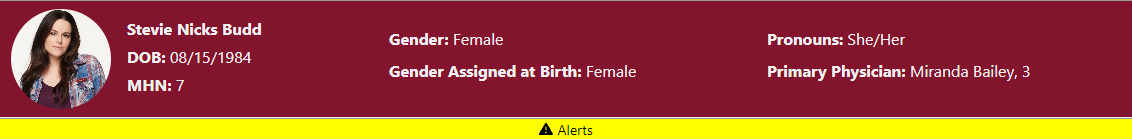 Stevie Nicks Budd
DOB: 08/15/1984
MHN: 7
Gender: Female
Gender Assigned at Birth: Female
Pronouns: She/Her
Primary Physician: Miranda Bailey, 3
Alerts